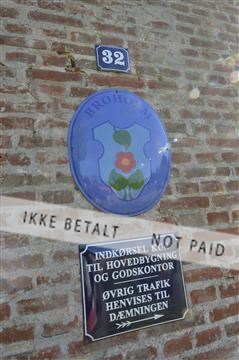 32
BROHOLM
IKKE BETALT
NOT PAID
INDKØRSEL KUN
TIL HOVEDBYGNING
OG GODSKONTOR
ØVRIG TRAFIK
HENVISES TIL
DÆMNINGEN